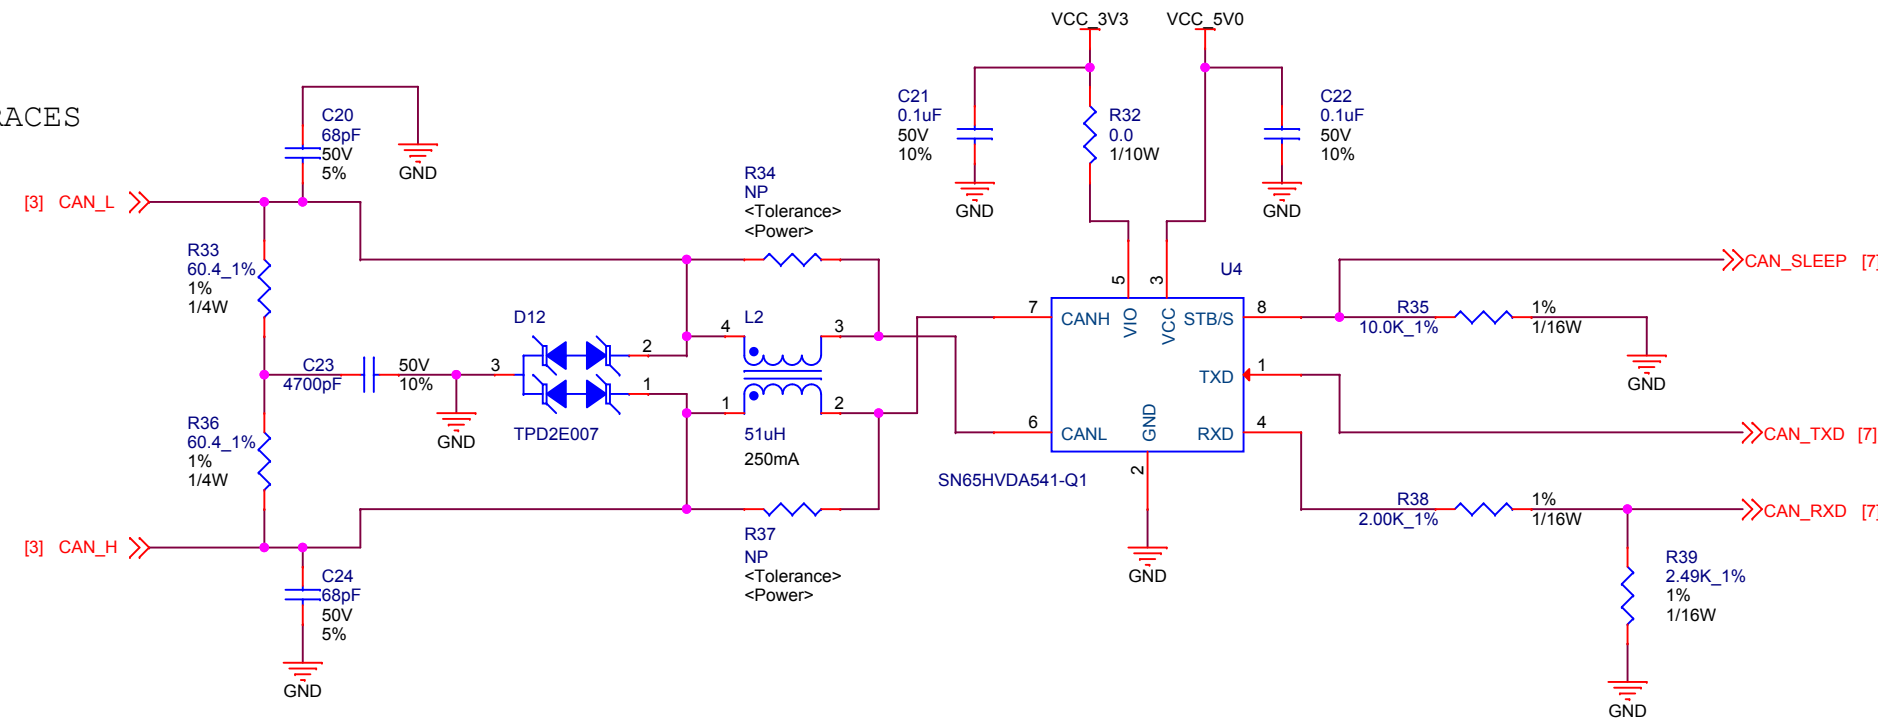 VCC_3V3
VCC_5V0
RACES
C20
68pF
50V
5%
GND
C21
0.1uF
50V
10%
GND
R32
0.0
1/10W
C22
0.1uF
50V
10%
GND
[3] CAN_L
R34
NP
<Tolerance>
<Power>
R33
60.4_1%
1%
1/4W
D12
3
2
1
TPD2E007
L2
4
3
1
2
51uH
250mA
C23
4700pF
50V
10%
GND
R36
60.4_1%
1%
1/4W
U4
5
3
7
CANH
VIO
VCC
STB/S
8
TXD
1
6
CANL
GND
RXD
4
2
SN65HVDA541-Q1
GND
CAN_SLEEP [7]
R35
10.0K_1%
1%
1/16W
GND
CAN_TXD [7]
R38
2.00K_1%
1%
1/16W
CAN_RXD [7]
R39
2.49K_1%
1%
1/16W
GND
R37
NP
<Tolerance>
<Power>
[3] CAN_H
C24
68pF
50V
5%
GND